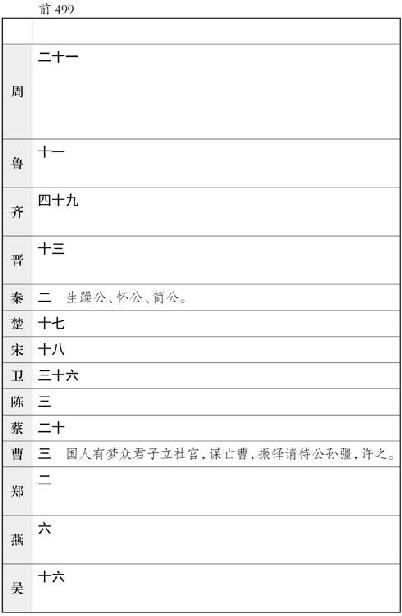 前 499
周 二十一
鲁 十一
齐 四十九
晋 十三
秦 二 生躁公、怀公、简公。
楚 十七
宋 十八
卫 三十六
陈 三
蔡 二十
曹 三 国人有梦众君子立社宫，谋亡曹，振铎请待公孙彊，许之。
郑 二
燕 六
吴 十六